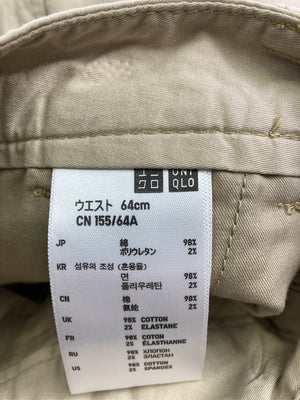 ユニ UNI
クロ QLO
ウエスト 64cm
CN 155/64A
JP 綿 98%
ポリウレタン 2%
KR 섬유의 조성 (혼용률)
면 98%
폴리우레탄 2%
CN 棉 98%
氨纶 2%
UK 98% COTTON
2% ELASTANE
FR 98% COTON
2% ÉLASTHANNE
RU 98% ХЛОПОК
2% ЭЛАСТАН
US 98% COTTON
2% SPANDEX